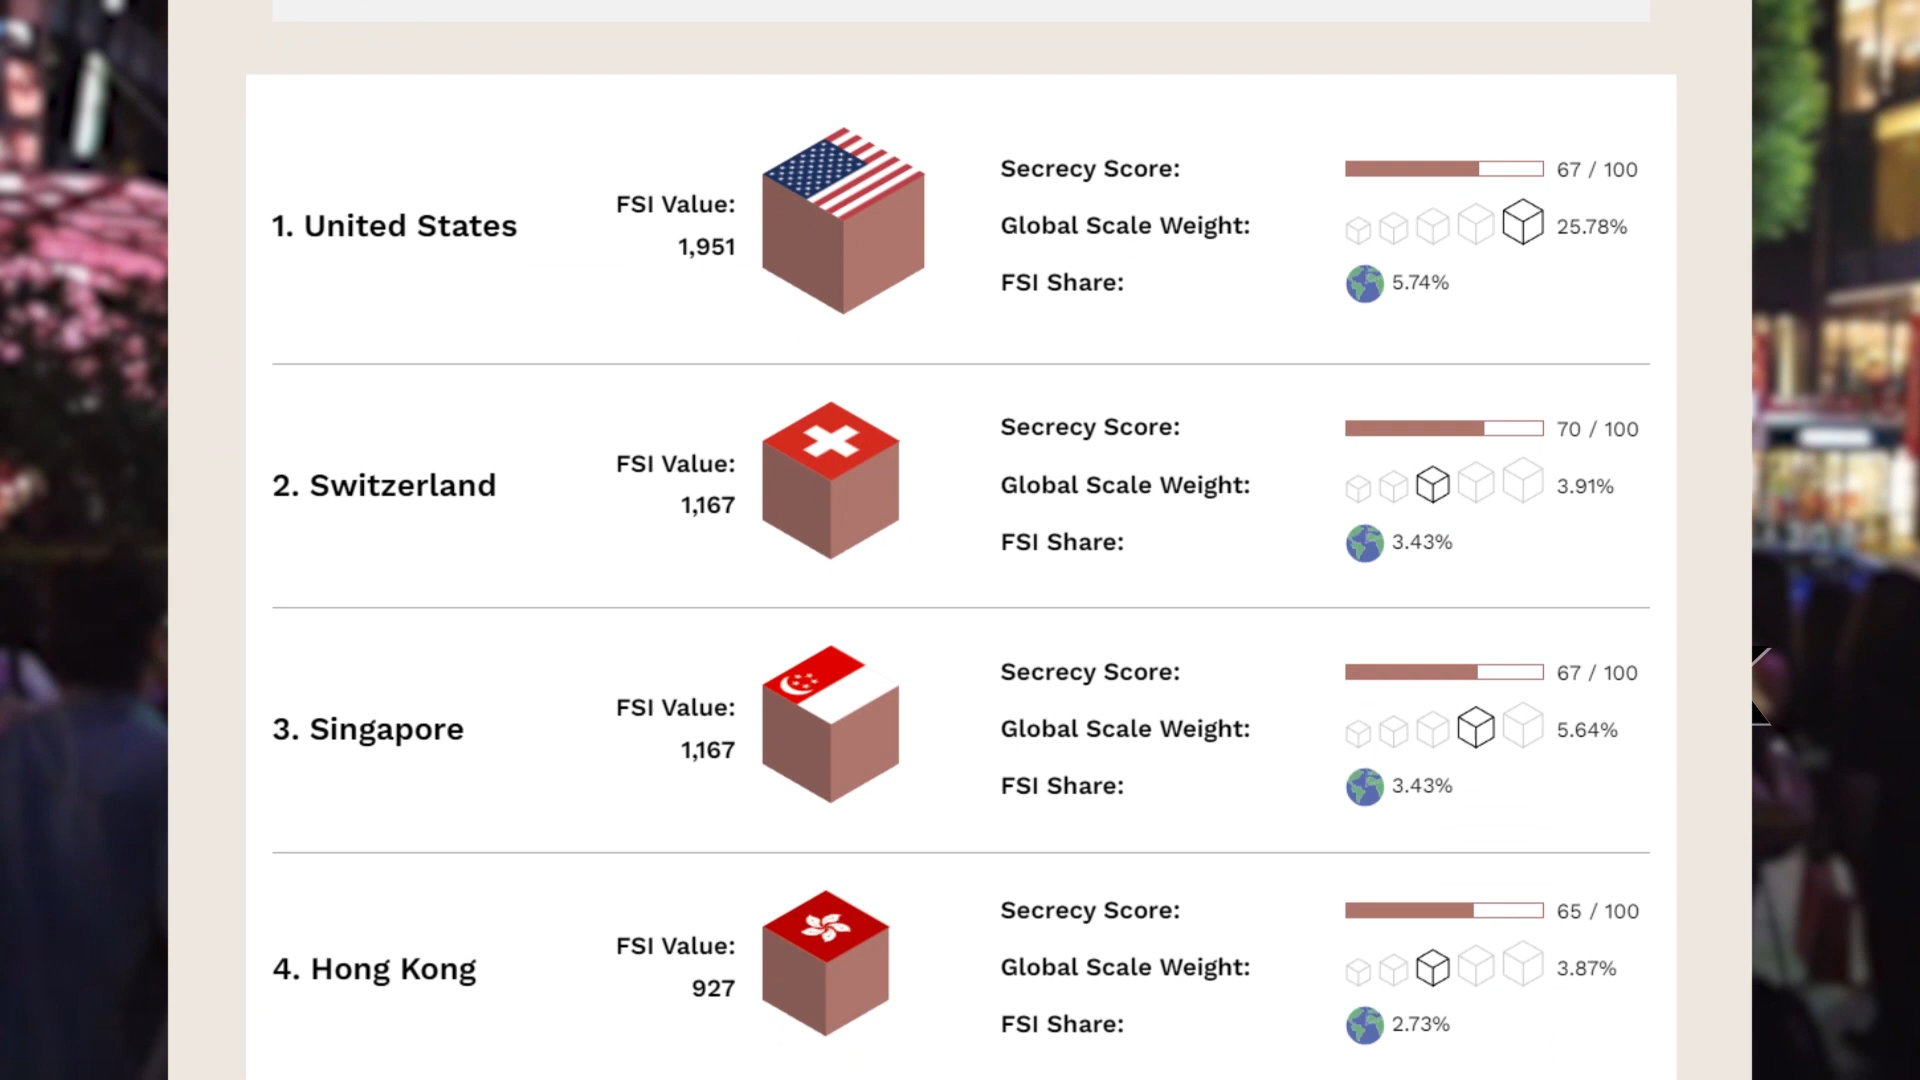 1. United States
FSI Value:
1,951
Secrecy Score:
67 / 100
Global Scale Weight:
25.78%
FSI Share:
5.74%
2. Switzerland
FSI Value:
1,167
Secrecy Score:
70 / 100
Global Scale Weight:
3.91%
FSI Share:
3.43%
3. Singapore
FSI Value:
1,167
Secrecy Score:
67 / 100
Global Scale Weight:
5.64%
FSI Share:
3.43%
4. Hong Kong
FSI Value:
927
Secrecy Score:
65 / 100
Global Scale Weight:
3.87%
FSI Share:
2.73%